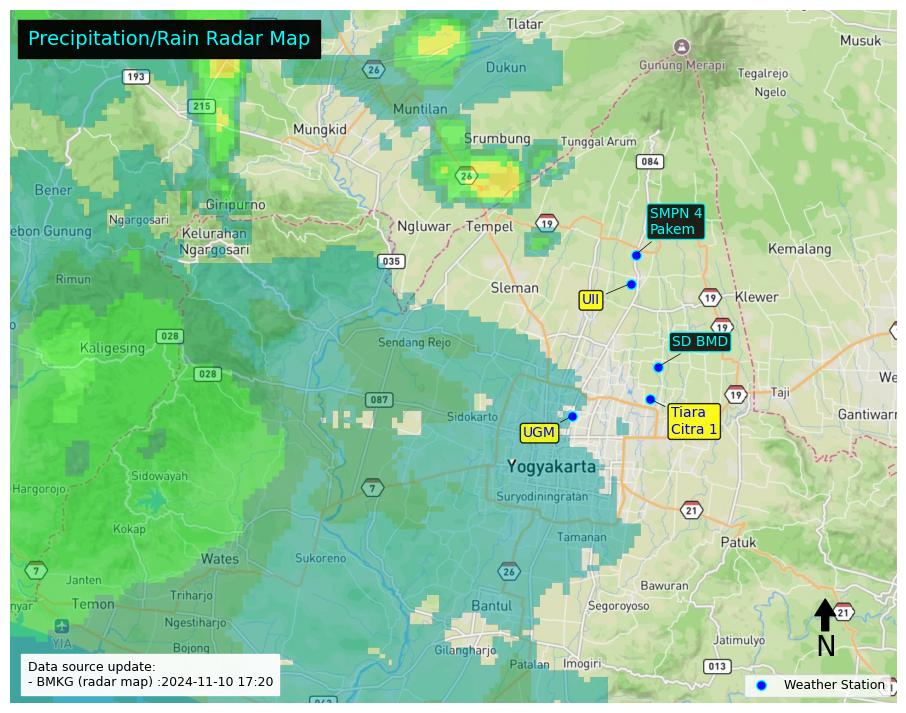 Precipitation/Rain Radar Map
Tlatar
Musuk
26
Dukun
Gunung Merapi
Tegalrejo
193
Ngelo
215
Muntilan
Mungkid
Srumbung
Tunggal Arum
084
26
Bener
Giripurno
SMPN 4
Pakem
Ngargosari
Ngluwar
Tempel
19
ebon Gunung
Kelurahan
Ngargosari
Kemalang
035
Rimun
Sleman
UII
19
Klewer
19
028
Sendang Rejo
SD BMD
Kaligesing
028
We
087
19
Taji
Sidokarto
Tiara
Citra 1
Gantiwarn
UGM
Yogyakarta
Sidowayah
Hargorojo
7
Suryodiningratan
21
Kokap
Tamanan
Patuk
Wates
Sukoreno
7
26
Janten
Bawuran
nyar
Temon
Triharjo
Bantul
Segoroyoso
21
Ngestiharjo
YIA
Jatimulyo
N
Bojong
Gilangharjo
Patalan
Imogiri
013
Data source update:
- BMKG (radar map) :2024-11-10 17:20
Weather Station